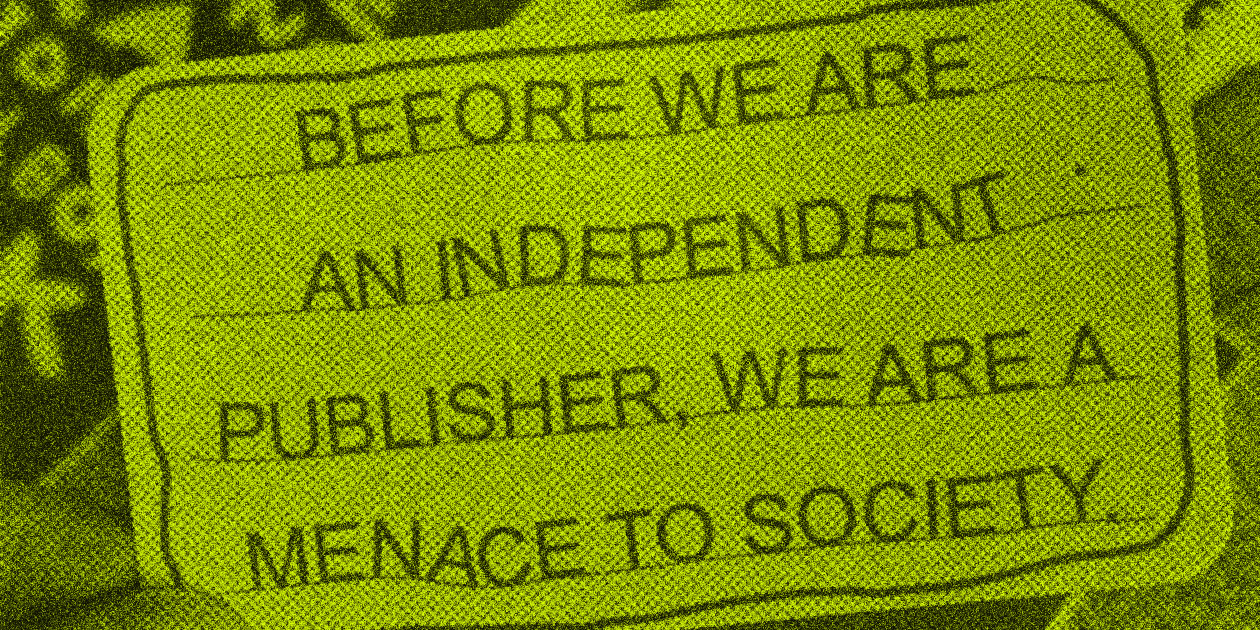 BEFORE WE ARE
AN INDEPENDENT
PUBLISHER, WE ARE A
MENACE TO SOCIETY.